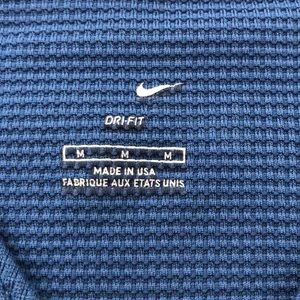 DRI-FIT
M M M
MADE IN USA
FABRIQUE AUX ETATS UNIS